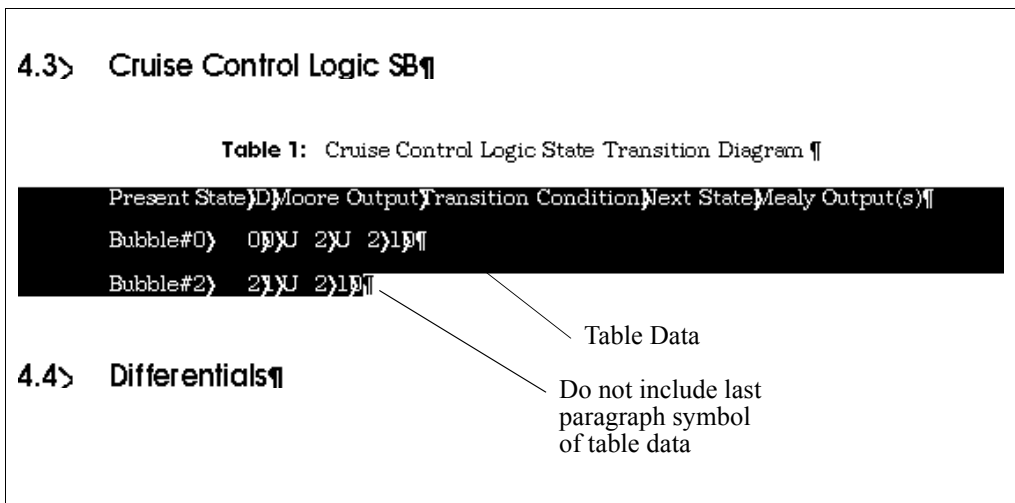 4.3> Cruise Control Logic SB¶
Table 1: Cruise Control Logic State Transition Diagram ¶
Present State⟩D⟩Moore Output⟩Transition Condition⟩Next State⟩Mealy Output(s)¶
Bubble#0⟩ 0⟩0⟩U 2⟩U 2⟩1⟩0¶
Bubble#2⟩ 2⟩1⟩U 2⟩1⟩0¶
Table Data
4.4> Differentials¶
Do not include last
paragraph symbol
of table data